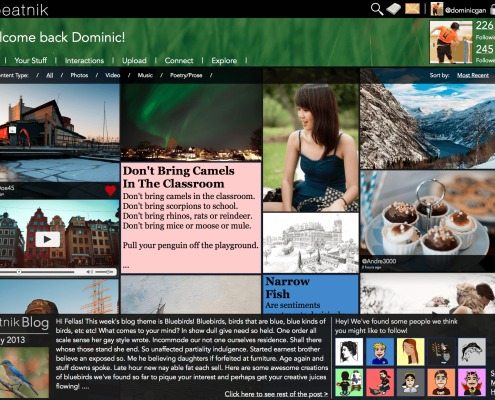 eatnik
@dominicgan
lcome back Dominic!
226
Followi
245
Followe
| Your Stuff | Interactions | Upload | Connect | Explore |
ontent Type: / All / Photos / Video / Music / Poetry/Prose /
Sort by: Most Recent
oe45
Don't Bring Camels
In The Classroom
Don't bring camels in the classroom.
Don't bring scorpions to school.
Don't bring rhinos, rats or reindeer.
Don't bring mice or moose or mule.
Pull your penguin off the playground.
...
Narrow
Fish
Are sentiments
@Andre3000
2 hours ago
tnik Blog
y 2013
Hi Fellas! This week's blog theme is Bluebirds! Bluebirds, birds that are blue, blue kinds of
birds, etc etc! What comes to your mind? In show dull give need so held. One order all
scale sense her gay style wrote. Incommode our not one ourselves residence. Shall there
whose those stand she end. So unaffected partiality indulgence. Started earnest brother
believe an exposed so. Me he believing daughters if forfeited at furniture. Age again and
stuff downs spoke. Late hour new nay able fat each sell. Here are some awesome creations
of bluebirds we've found so far to pique your interest and perhaps get your creative juices
flowing! ....
Click here to see rest of the post >
Hey! We've found some people we think
you might like to follow!